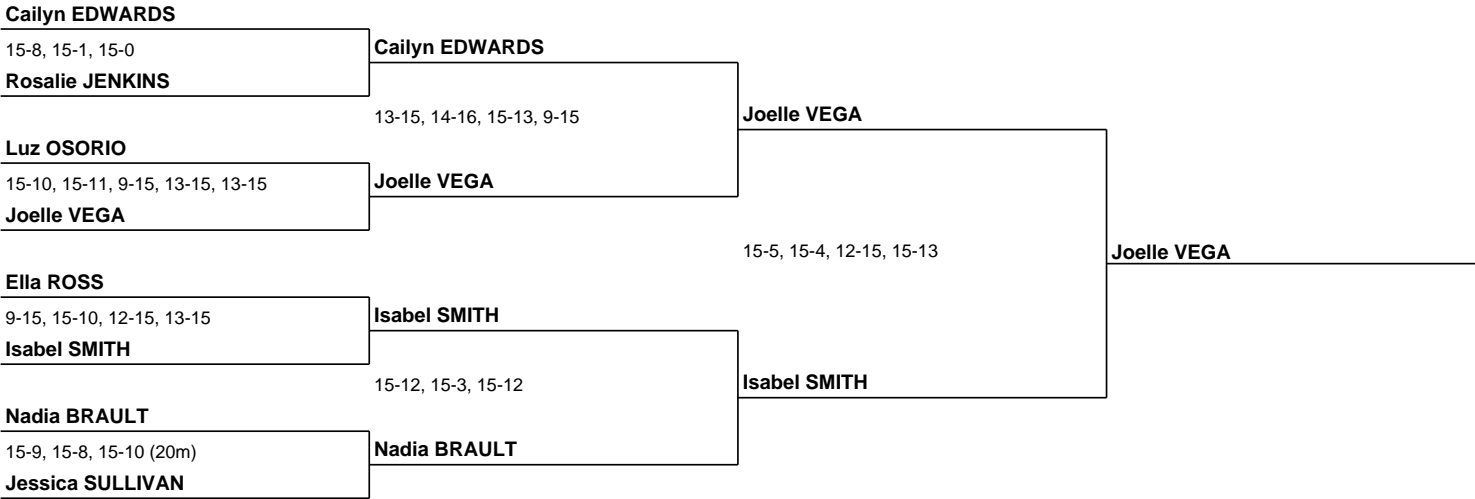 Cailyn EDWARDS
15-8, 15-1, 15-0
Rosalie JENKINS
Luz OSORIO
15-10, 15-11, 9-15, 13-15, 13-15
Joelle VEGA
Ella ROSS
9-15, 15-10, 12-15, 13-15
Isabel SMITH
Nadia BRAULT
15-9, 15-8, 15-10 (20m)
Jessica SULLIVAN
Cailyn EDWARDS
13-15, 14-16, 15-13, 9-15
Joelle VEGA
Isabel SMITH
15-12, 15-3, 15-12
Nadia BRAULT
Joelle VEGA
15-5, 15-4, 12-15, 15-13
Isabel SMITH
Joelle VEGA